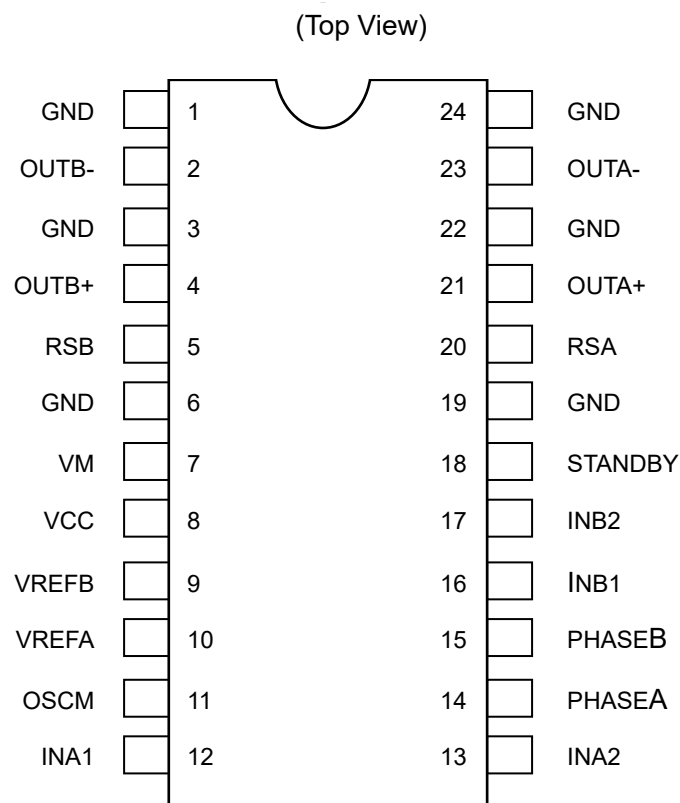 (Top View)
GND 1 24 GND
OUTB- 2 23 OUTA-
GND 3 22 GND
OUTB+ 4 21 OUTA+
RSB 5 20 RSA
GND 6 19 GND
VM 7 18 STANDBY
VCC 8 17 INB2
VREFB 9 16 INB1
VREFA 10 15 PHASEB
OSCM 11 14 PHASEA
INA1 12 13 INA2